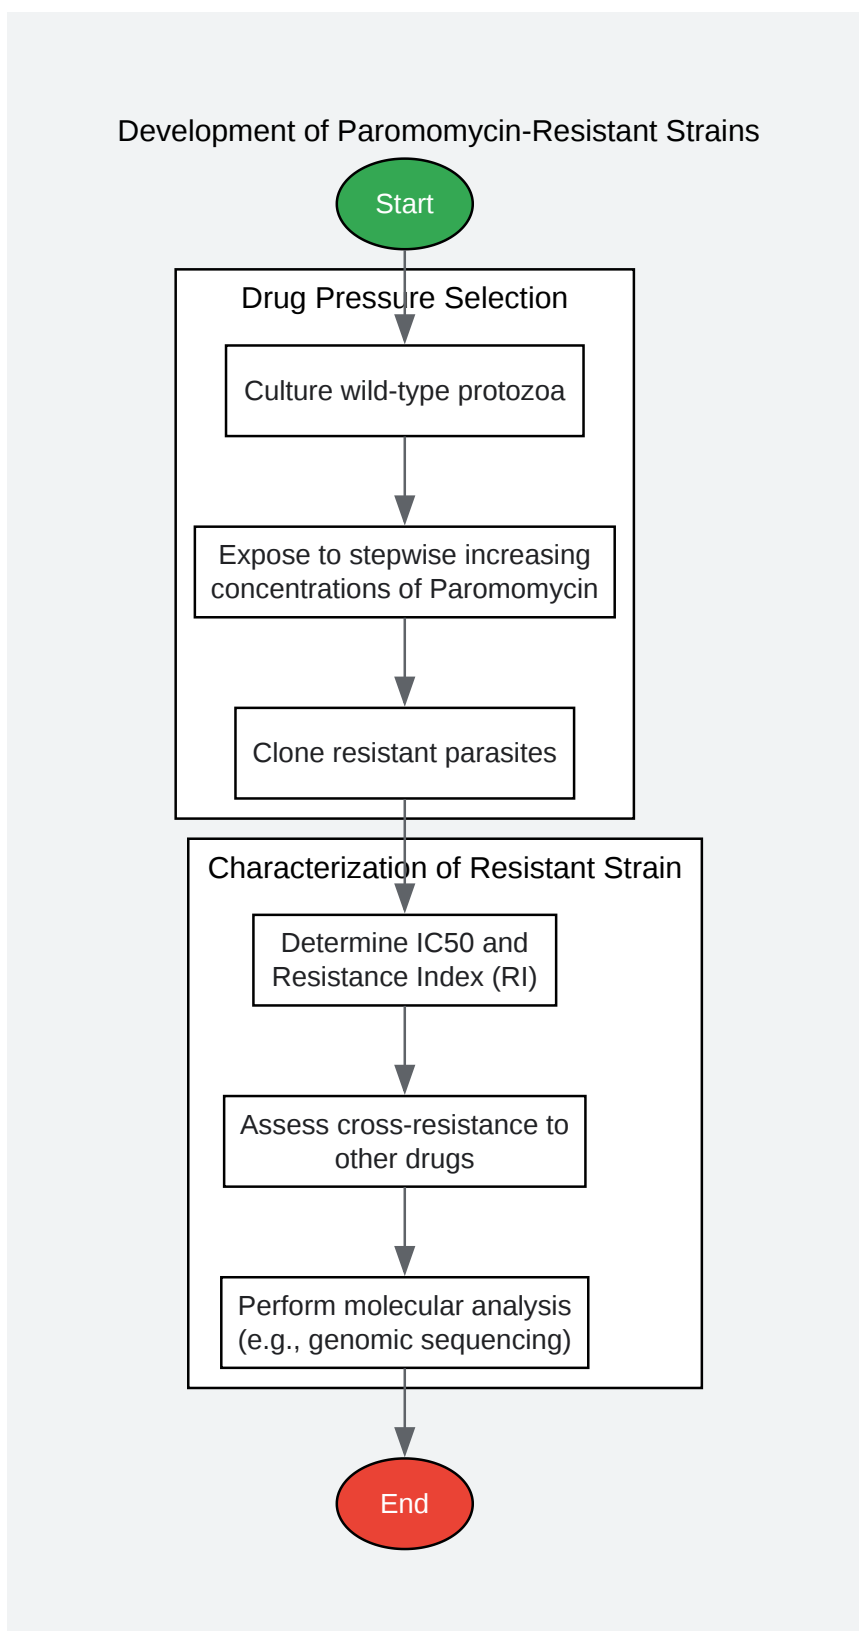 Development of Paromomycin-Resistant Strains
Start
Drug Pressure Selection
Culture wild-type protozoa
Expose to stepwise increasing
concentrations of Paromomycin
Clone resistant parasites
Characterization of Resistant Strain
Determine IC50 and
Resistance Index (RI)
Assess cross-resistance to
other drugs
Perform molecular analysis
(e.g., genomic sequencing)
End